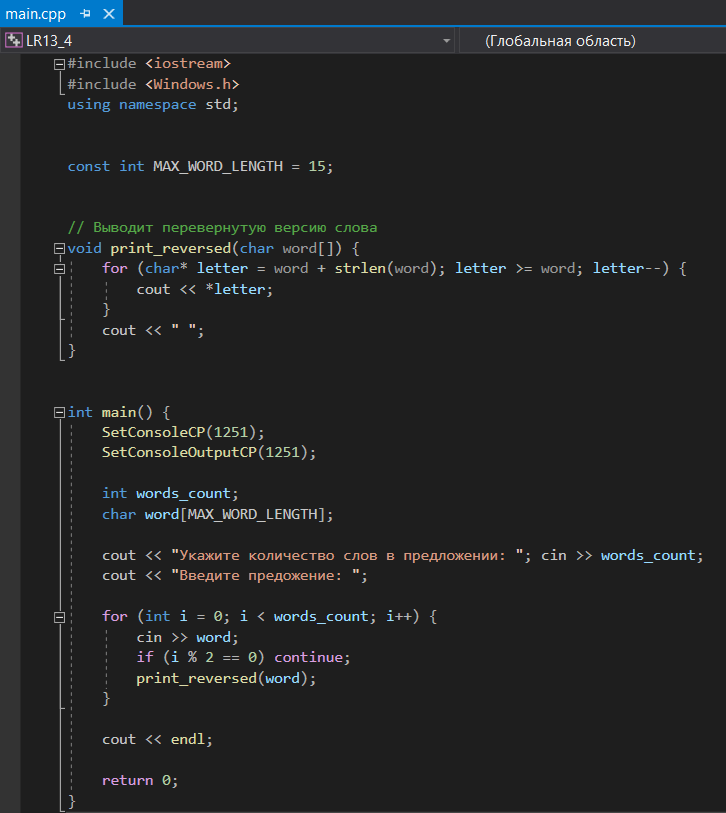 main.cpp
LR13_4 (Глобальная область)
#include <iostream>
#include <Windows.h>
using namespace std;
const int MAX_WORD_LENGTH = 15;
// Выводит перевернутую версию слова
void print_reversed(char word[]) {
for (char* letter = word + strlen(word); letter >= word; letter--) {
cout << *letter;
}
cout << " ";
}
int main() {
SetConsoleCP(1251);
SetConsoleOutputCP(1251);
int words_count;
char word[MAX_WORD_LENGTH];
cout << "Укажите количество слов в предложении: "; cin >> words_count;
cout << "Введите предожение: ";
for (int i = 0; i < words_count; i++) {
cin >> word;
if (i % 2 == 0) continue;
print_reversed(word);
}
cout << endl;
return 0;
}